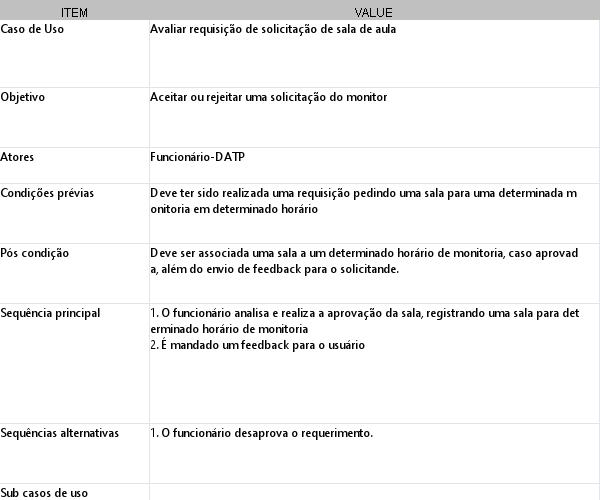 ITEM VALUE
Caso de Uso Avaliar requisição de solicitação de sala de aula
Objetivo Aceitar ou rejeitar uma solicitação do monitor
Atores Funcionário-DATP
Condições prévias Deve ter sido realizada uma requisição pedindo uma sala para uma determinada m
onitoria em determinado horário
Pós condição Deve ser associada uma sala a um determinado horário de monitoria, caso aprovad
a, além do envio de feedback para o solicitande.
Sequência principal 1. O funcionário analisa e realiza a aprovação da sala, registrando uma sala para det
erminado horário de monitoria
2. É mandado um feedback para o usuário
Sequências alternativas 1. O funcionário desaprova o requerimento.
Sub casos de uso